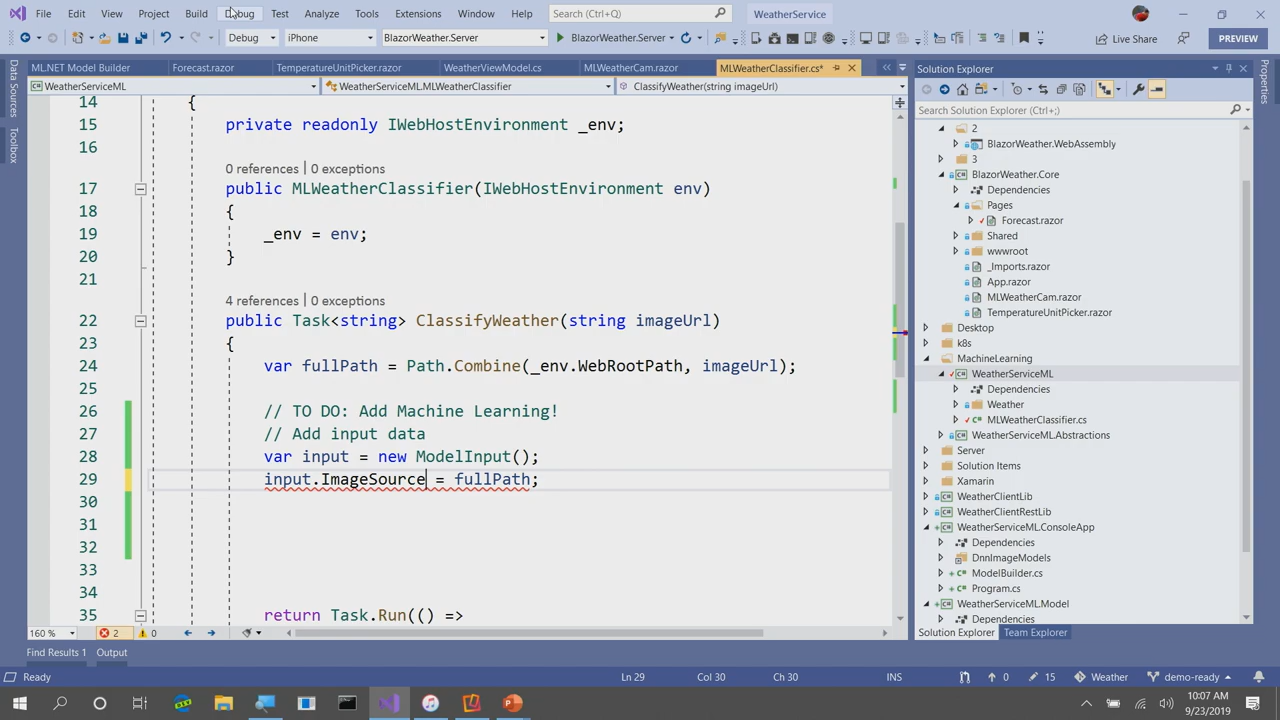 File Edit View Project Build Debug Test Analyze Tools Extensions Window Help Search (Ctrl+Q) WeatherService
Debug iPhone BlazorWeather.Server BlazorWeather.Server Live Share PREVIEW
ML.NET Model Builder Forecast.razor TemperatureUnitPicker.razor WeatherViewModel.cs MLWeatherCam.razor MLWeatherClassifier.cs*
WeatherServiceML WeatherServiceML.MLWeatherClassifier ClassifyWeather(string imageUrl)
Data Sources
Toolbox
14 {
15 private readonly IWebHostEnvironment _env;
16
0 references | 0 exceptions
17 public MLWeatherClassifier(IWebHostEnvironment env)
18 {
19 _env = env;
20 }
21
4 references | 0 exceptions
22 public Task<string> ClassifyWeather(string imageUrl)
23 {
24 var fullPath = Path.Combine(_env.WebRootPath, imageUrl);
25
26 // TO DO: Add Machine Learning!
27 // Add input data
28 var input = new ModelInput();
29 input.ImageSource = fullPath;
30
31
32
33
34
35 return Task.Run(() =>
160 % 2 0
Find Results 1 Output
Solution Explorer
Search Solution Explorer (Ctrl+;)
2
BlazorWeather.WebAssembly
3
BlazorWeather.Core
Dependencies
Pages
Forecast.razor
Shared
wwwroot
_Imports.razor
App.razor
MLWeatherCam.razor
TemperatureUnitPicker.razor
Desktop
k8s
MachineLearning
WeatherServiceML
Dependencies
Weather
MLWeatherClassifier.cs
WeatherServiceML.Abstractions
Server
Solution Items
Xamarin
WeatherClientLib
WeatherClientRestLib
WeatherServiceML.ConsoleApp
Dependencies
DnnImageModels
ModelBuilder.cs
Program.cs
WeatherServiceML.Model
Dependencies
Solution Explorer Team Explorer
Properties
Ready Ln 29 Col 30 Ch 30 INS 0 15 Weather demo-ready
10:07 AM
9/23/2019